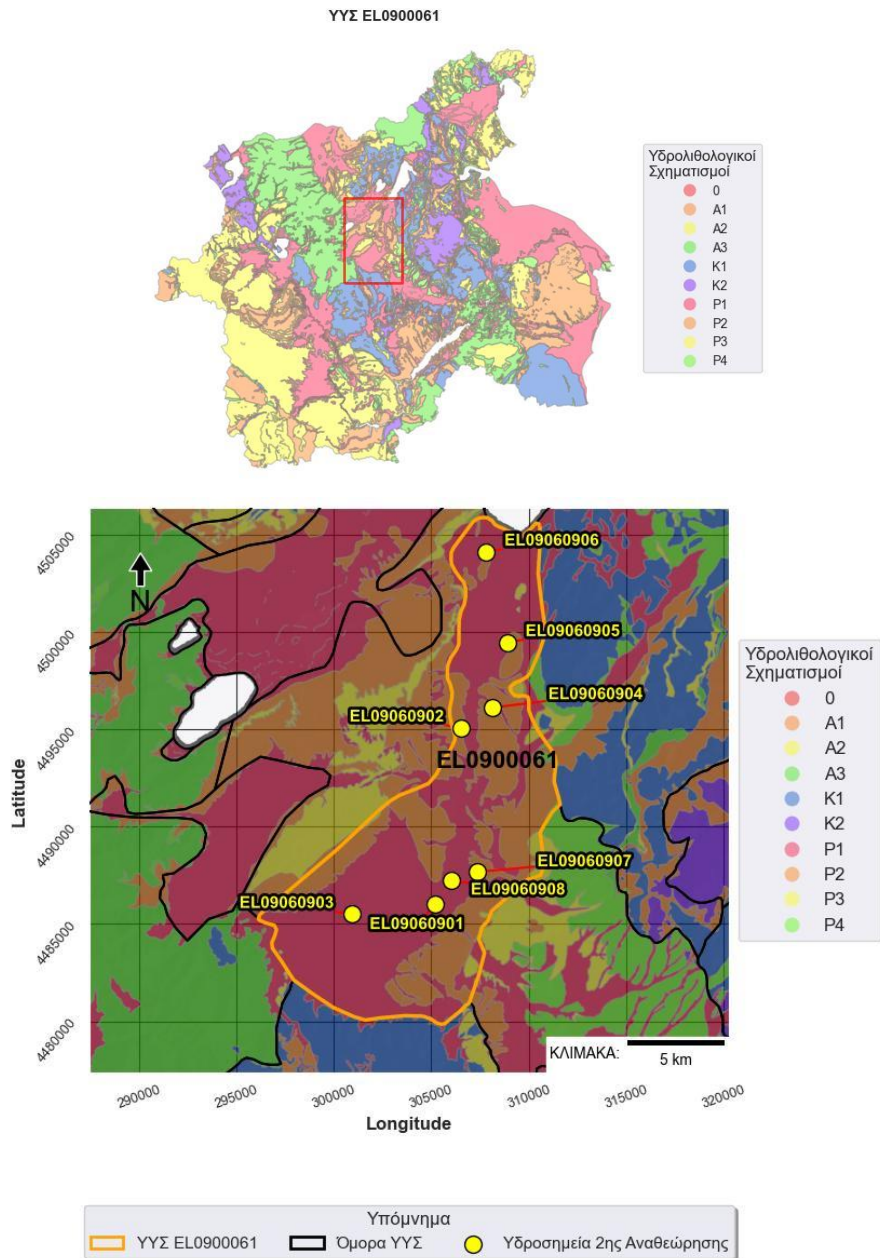 ΥΥΣ EL0900061
Υδρολιθολογικοί
Σχηματισμοί
0
A1
A2
A3
K1
K2
P1
P2
P3
P4
4505000
4500000
4495000
4490000
4485000
4480000
Latitude
N
EL09060906
EL09060905
EL09060904
EL09060902
EL0900061
EL09060907
EL09060908
EL09060903
EL09060901
ΚΛΙΜΑΚΑ:
5 km
290000
295000
300000
305000
310000
315000
320000
Longitude
Υδρολιθολογικοί
Σχηματισμοί
0
A1
A2
A3
K1
K2
P1
P2
P3
P4
Υπόμνημα
ΥΥΣ EL0900061
Όμορα ΥΥΣ
Υδροσημεία 2ης Αναθεώρησης